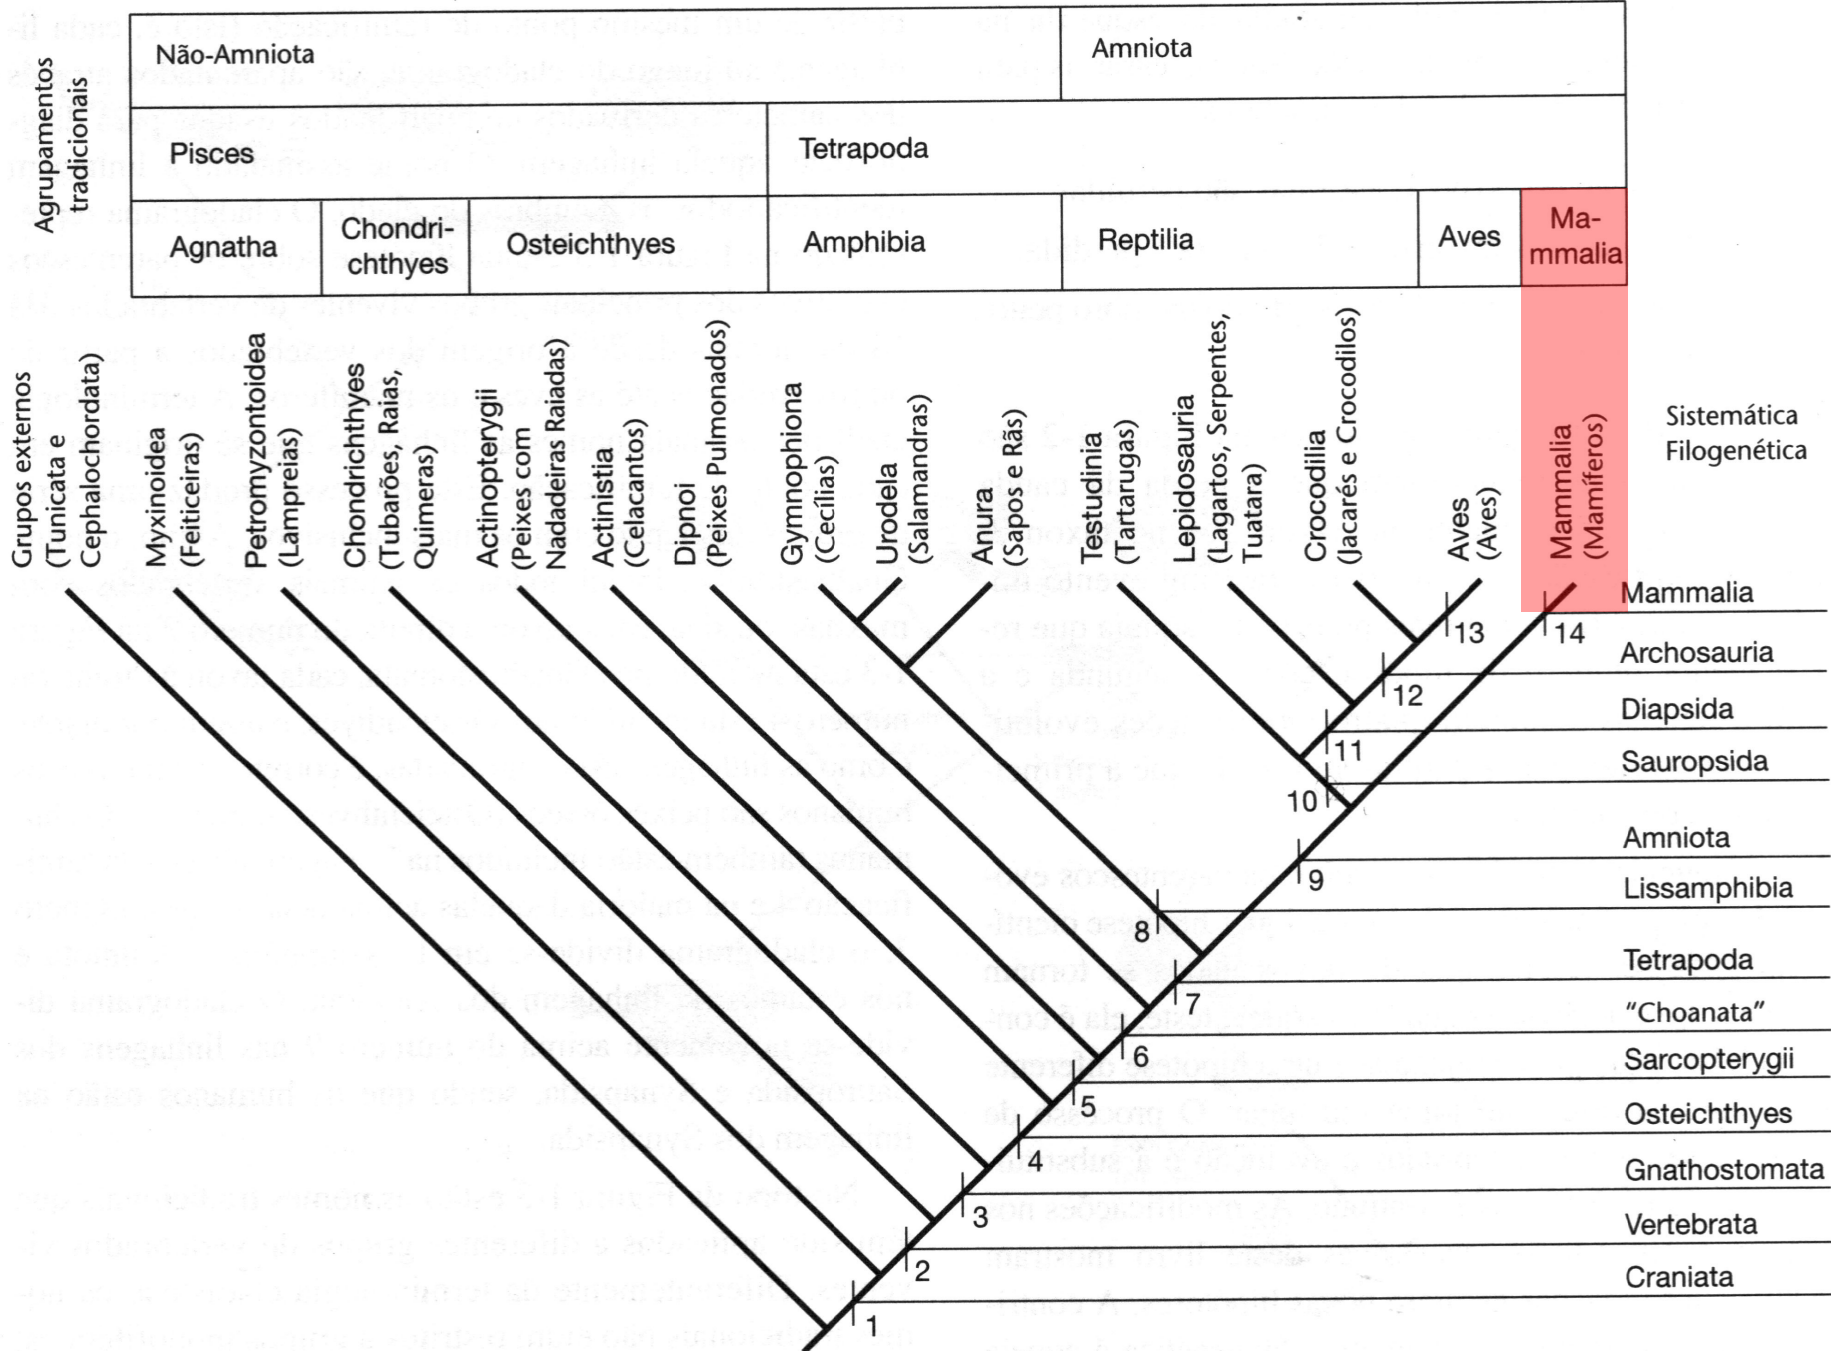 Agrupamentos
tradicionais
Não-Amniota
Amniota
Pisces
Tetrapoda
Agnatha
Chondri-
chthyes
Osteichthyes
Amphibia
Reptilia
Aves
Ma-
mmalia
Grupos externos
(Tunicata e
Cephalochordata)
Myxinoidea
(Feiticeiras)
Petromyzontoidea
(Lampreias)
Chondrichthyes
(Tubarões, Raias,
Quimeras)
Actinopterygii
(Peixes com
Nadadeiras Raiadas)
Actinistia
(Celacantos)
Dipnoi
(Peixes Pulmonados)
Gymnophiona
(Cecílias)
Urodela
(Salamandras)
Anura
(Sapos e Rãs)
Testudinia
(Tartarugas)
Lepidosauria
(Lagartos, Serpentes,
Tuatara)
Crocodilia
(Jacarés e Crocodilos)
Aves
(Aves)
Mammalia
(Mamíferos)
Sistemática
Filogenética
Mammalia
14
13
Archosauria
12
Diapsida
11
Sauropsida
10
Amniota
9
Lissamphibia
8
Tetrapoda
7
“Choanata”
6
Sarcopterygii
5
Osteichthyes
4
Gnathostomata
3
Vertebrata
2
Craniata
1